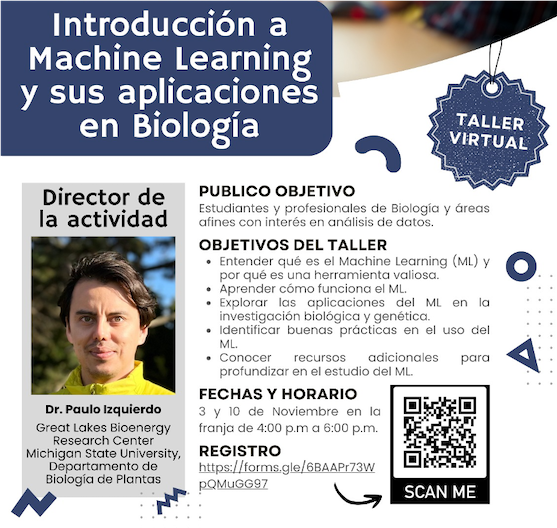 Introducción a
Machine Learning
y sus aplicaciones
en Biología
TALLER
VIRTUAL
Director de
la actividad
Dr. Paulo Izquierdo
Great Lakes Bioenergy
Research Center
Michigan State University,
Departamento de
Biología de Plantas
PUBLICO OBJETIVO
Estudiantes y profesionales de Biología y áreas
afines con interés en análisis de datos.
OBJETIVOS DEL TALLER
• Entender qué es el Machine Learning (ML) y
por qué es una herramienta valiosa.
• Aprender cómo funciona el ML.
• Explorar las aplicaciones del ML en la
investigación biológica y genética.
• Identificar buenas prácticas en el uso del
ML.
• Conocer recursos adicionales para
profundizar en el estudio del ML.
FECHAS Y HORARIO
3 y 10 de Noviembre en la
franja de 4:00 p.m a 6:00 p.m.
REGISTRO
https://forms.gle/6BAAPr73W
pQMuGG97
SCAN ME